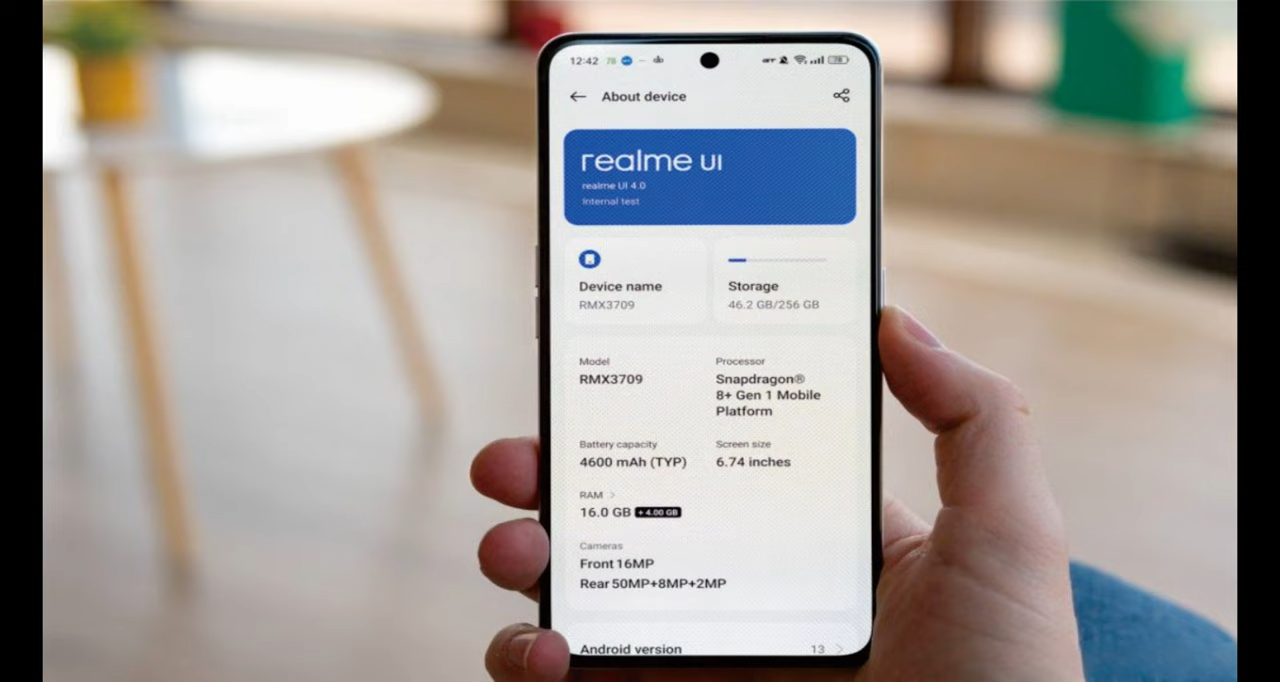 12:42 78
About device
realme UI
realme UI 4.0
Internal test
Device name
RMX3709
Storage
46.2 GB/256 GB
Model
RMX3709
Processor
Snapdragon®
8+ Gen 1 Mobile
Platform
Battery capacity
4600 mAh (TYP)
Screen size
6.74 inches
RAM
16.0 GB + 4.00 GB
Cameras
Front 16MP
Rear 50MP+8MP+2MP
Android version 13